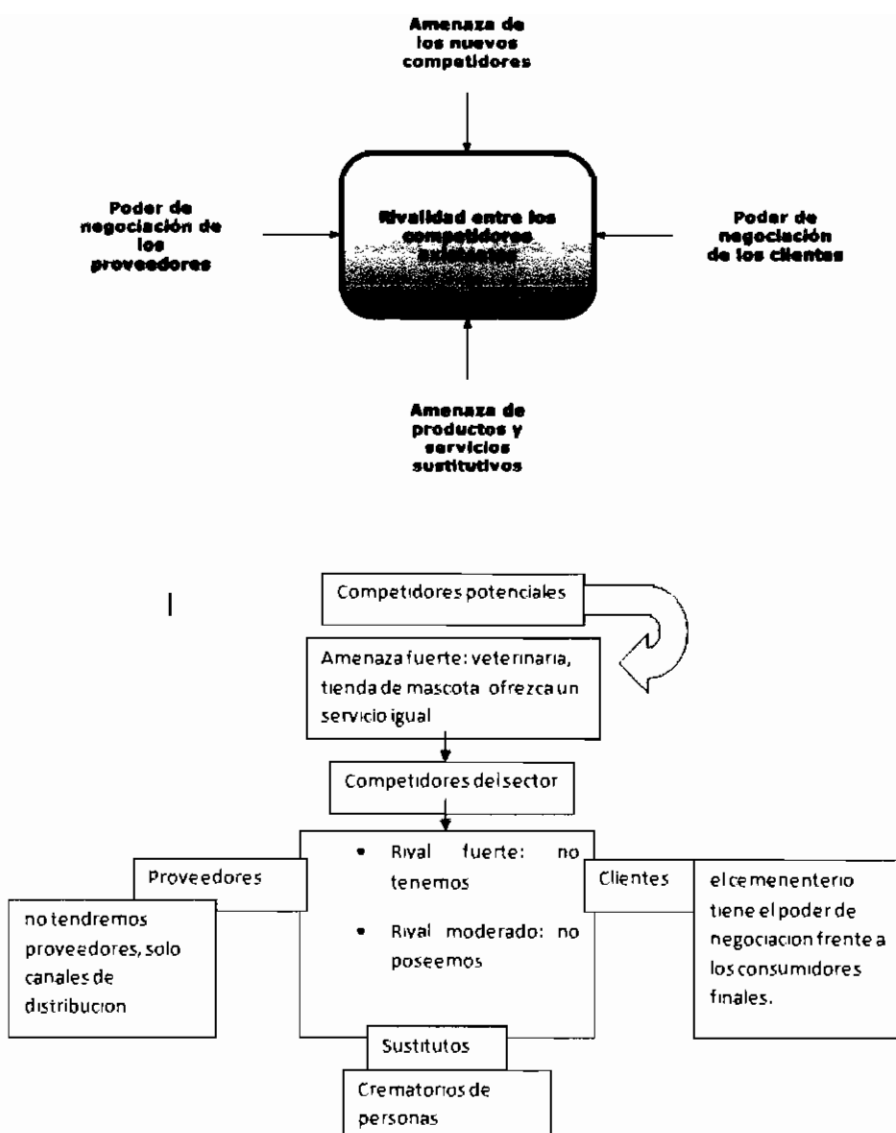 Amenaza de
los nuevos
competidores
Poder de
negociación de
los
proveedores
Rivalidad entre los
competidores
existentes
Poder de
negociación
de los clientes
Amenaza de
productos y
servicios
sustitutivos
Competidores potenciales
Amenaza fuerte: veterinaria,
tienda de mascota ofrezca un
servicio igual
Competidores del sector
• Rival fuerte: no
tenemos
• Rival moderado: no
poseemos
Proveedores
no tendremos
proveedores, solo
canales de
distribucion
Clientes
el cemenenterio
tiene el poder de
negociacion frente a
los consumidores
finales.
Sustitutos
Crematorios de
personas